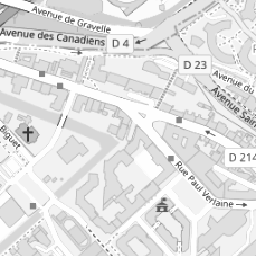 Avenue de Gravelle
Avenue des Canadiens
D 4
D 23
Avenue du
Avenue Sain
Biguet
D 214
Rue Paul Verlaine